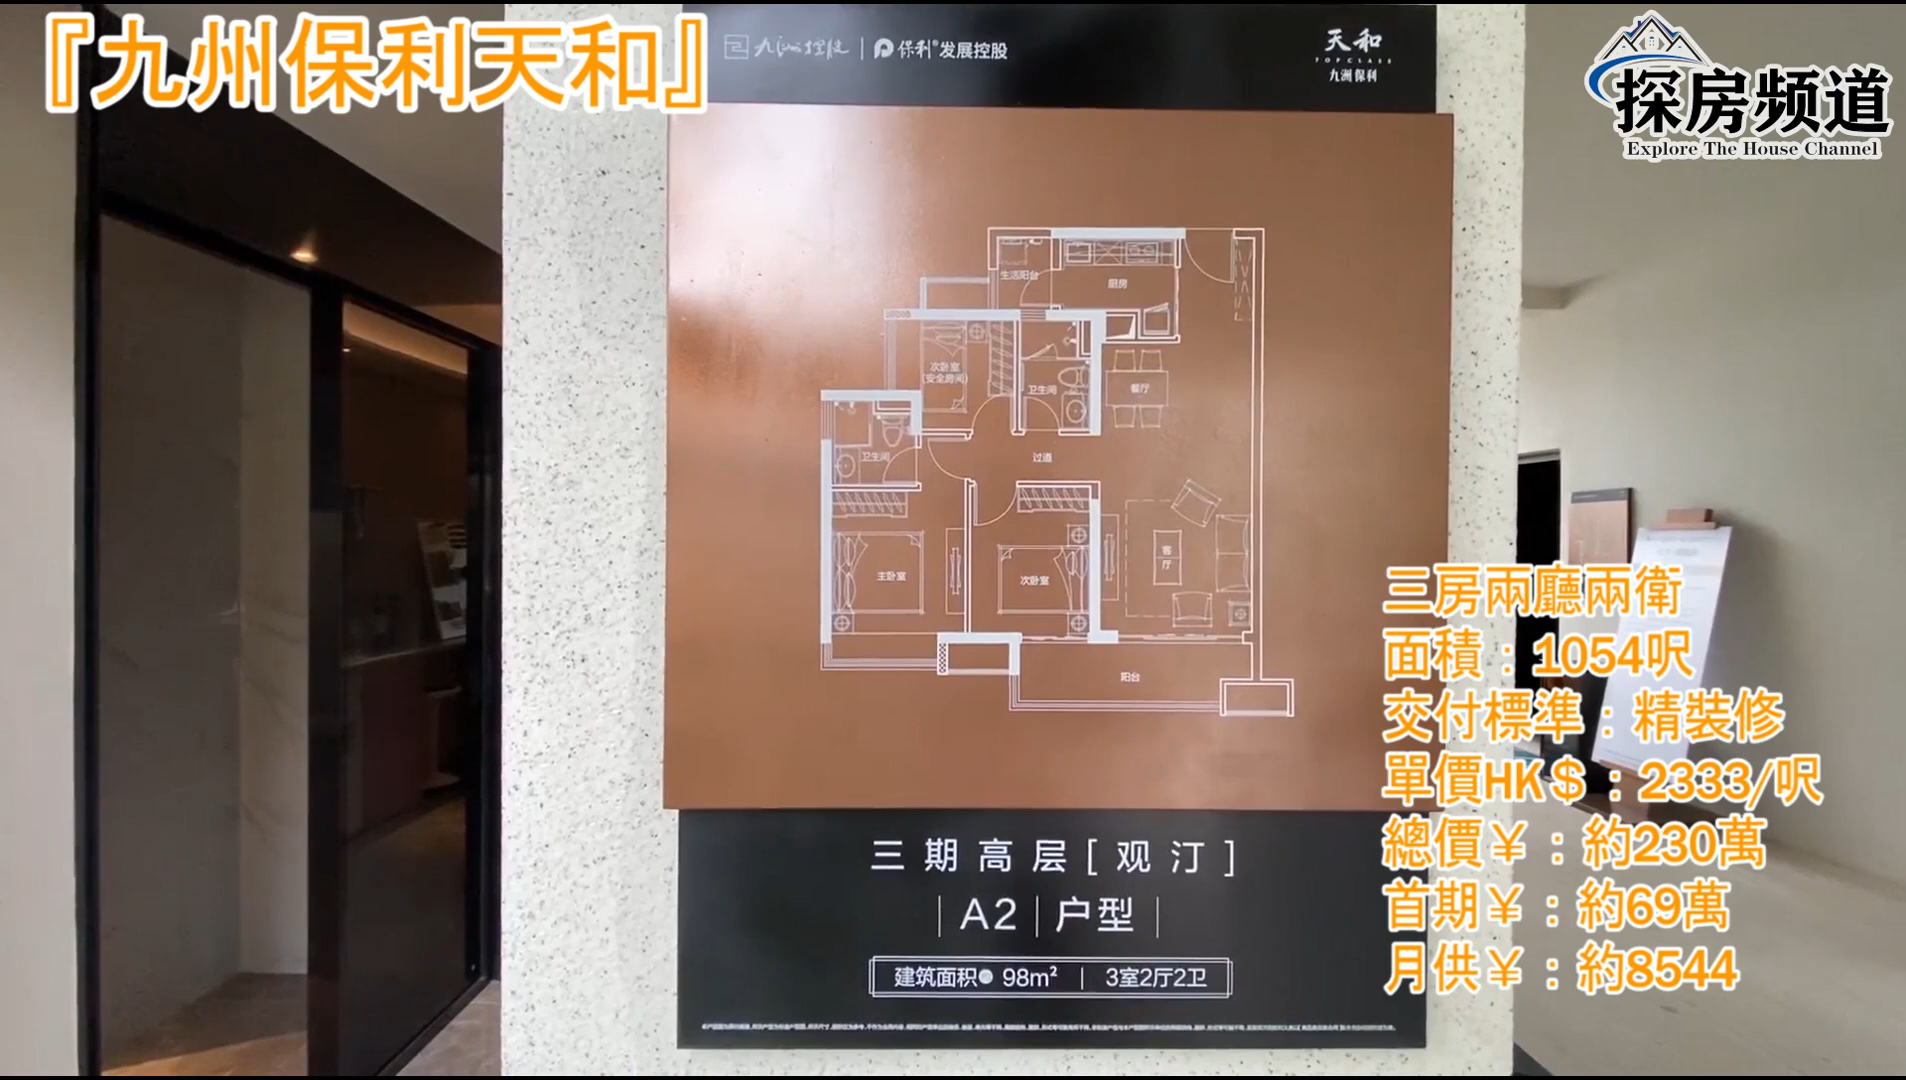 『九州保利天和』
九洲控股 | 保利®发展控股
天和
TOP CLASS
九洲保利
探房频道
Explore The House Channel
生活阳台
厨房
次卧室
(安全房间)
卫生间
餐厅
卫生间
过道
主卧室
次卧室
客厅
阳台
三房兩廳兩衛
面積：1054呎
交付標準：精裝修
單價HK＄：2333/呎
總價￥：約230萬
首期￥：約69萬
月供￥：約8544
三期高层[观汀]
|A2|户型|
建筑面积 98m² | 3室2厅2卫